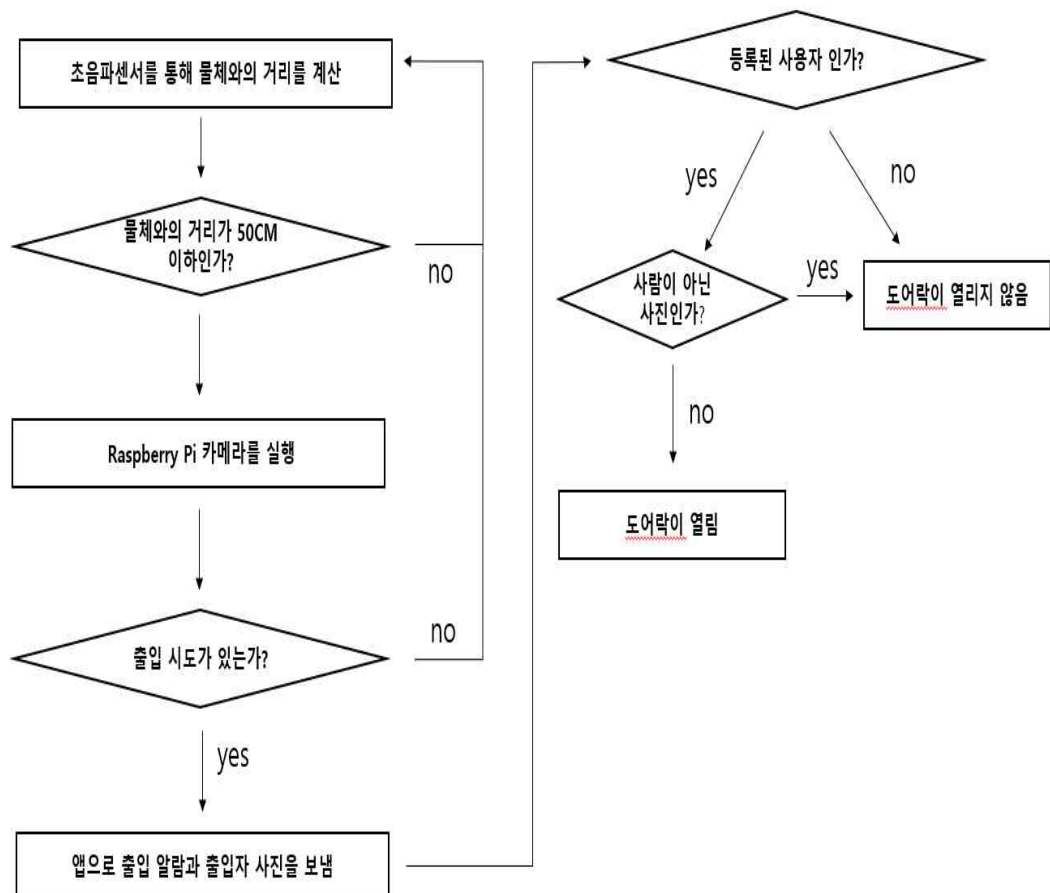 초음파센서를 통해 물체와의 거리를 계산
물체와의 거리가 50CM
이하인가?
no
Raspberry Pi 카메라를 실행
출입 시도가 있는가?
no
yes
앱으로 출입 알람과 출입자 사진을 보냄
등록된 사용자 인가?
yes
no
사람이 아닌
사진인가?
yes
도어락이 열리지 않음
no
도어락이 열림